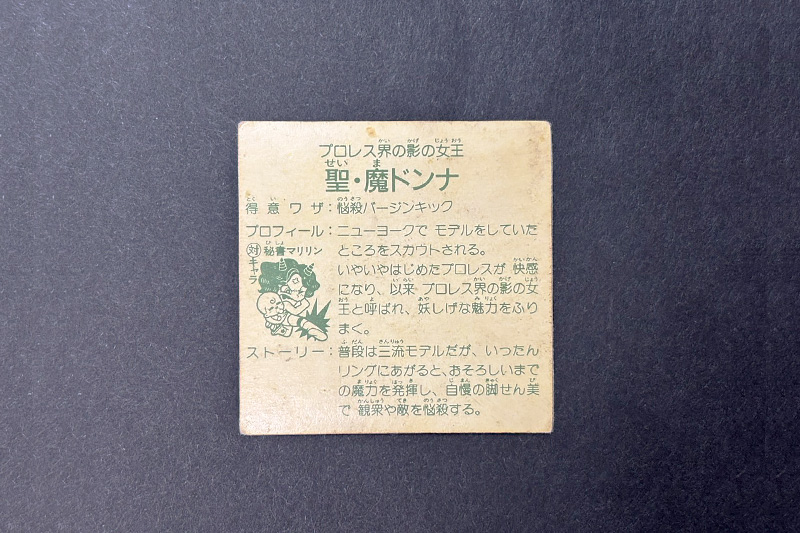 プロレス界の影の女王
聖・魔ドンナ
得意ワザ：悩殺バージンキック
プロフィール：ニューヨークで モデルをしていた
ところをスカウトされる。
いやいやはじめたプロレスが 快感
になり、以来 プロレス界の影の女
王と呼ばれ、妖しげな魅力をふり
まく。
対キャラ 秘書マリリン
ストーリー：普段は三流モデルだが、いったん
リングにあがると、おそろしいまで
の魔力を発揮し、自慢の脚せん美
で 観衆や敵を悩殺する。